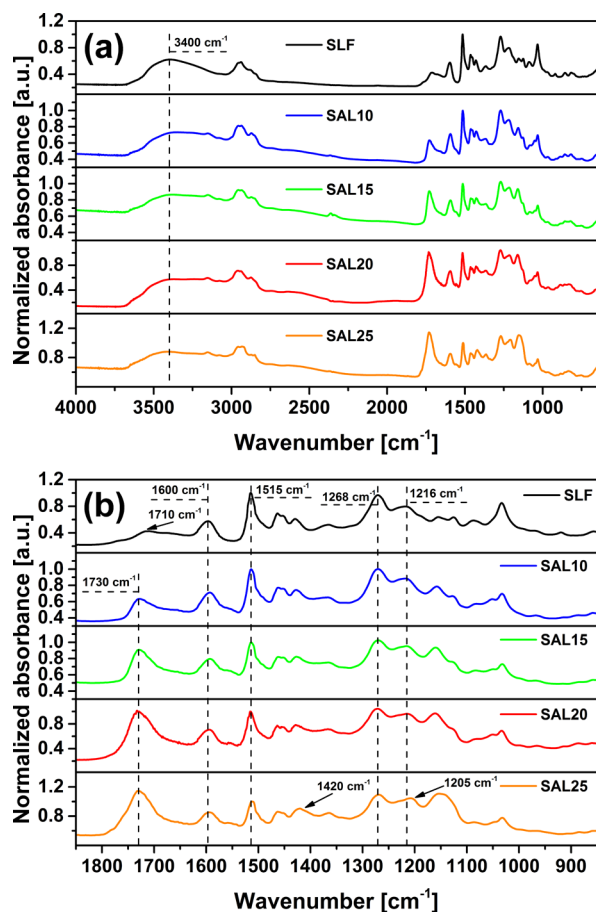 (a)
3400 cm-1
SLF
1.2
0.8
0.4
SAL10
1.0
0.8
0.6
0.4
SAL15
1.0
0.8
0.6
0.4
SAL20
0.8
0.4
SAL25
1.2
0.8
Normalized absorbance [a.u.]
4000 3500 3000 2500 2000 1500 1000
Wavenumber [cm-1]
(b)
1600 cm-1
1515 cm-1
1268 cm-1
1216 cm-1
1710 cm-1
SLF
1.2
0.8
0.4
1730 cm-1
SAL10
1.0
0.8
0.6
0.4
SAL15
1.0
0.8
0.6
0.4
SAL20
0.8
0.4
SAL25
1420 cm-1
1205 cm-1
1.2
0.8
Normalized absorbance [a.u.]
1800 1700 1600 1500 1400 1300 1200 1100 1000 900
Wavenumber [cm-1]